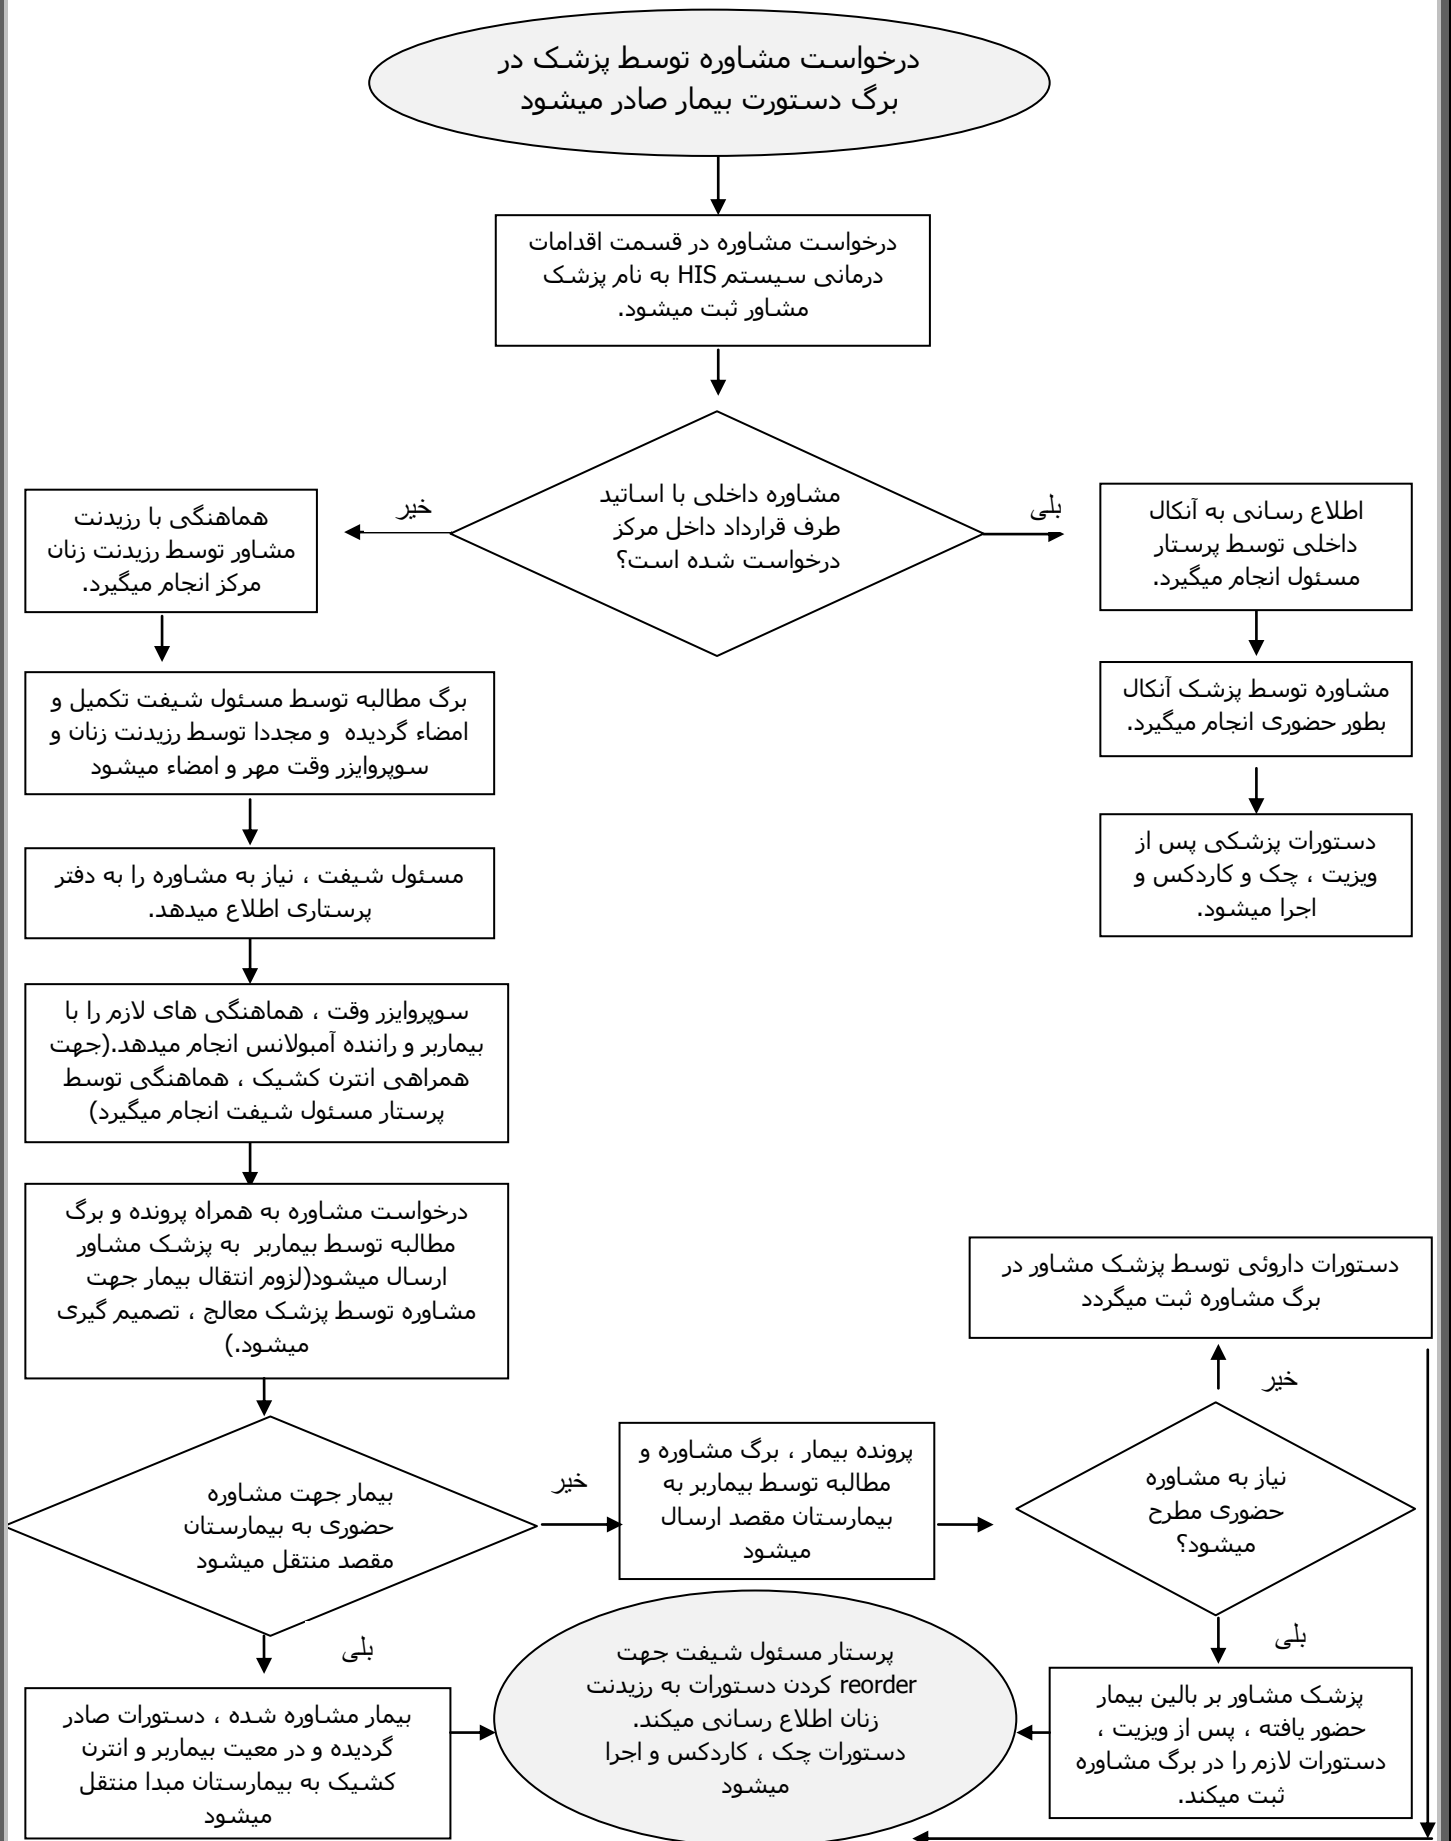 درخواست مشاوره توسط پزشک در
برگ دستورت بیمار صادر میشود
درخواست مشاوره در قسمت اقدامات
درمانی سیستم HIS به نام پزشک
مشاور ثبت میشود.
مشاوره داخلی با اساتید
طرف قرارداد داخل مرکز
درخواست شده است؟
بلی
خیر
اطلاع رسانی به آنکال
داخلی توسط پرستار
مسئول انجام میگیرد.
مشاوره توسط پزشک آنکال
بطور حضوری انجام میگیرد.
دستورات پزشکی پس از
ویزیت ، چک و کاردکس و
اجرا میشود.
هماهنگی با رزیدنت
مشاور توسط رزیدنت زنان
مرکز انجام میگیرد.
برگ مطالبه توسط مسئول شیفت تکمیل و
امضاء گردیده و مجددا توسط رزیدنت زنان و
سوپروایزر وقت مهر و امضاء میشود
مسئول شیفت ، نیاز به مشاوره را به دفتر
پرستاری اطلاع میدهد.
سوپروایزر وقت ، هماهنگی های لازم را با
بیماربر و راننده آمبولانس انجام میدهد.(جهت
همراهی انترن کشیک ، هماهنگی توسط
پرستار مسئول شیفت انجام میگیرد)
درخواست مشاوره به همراه پرونده و برگ
مطالبه توسط بیماربر به پزشک مشاور
ارسال میشود(لزوم انتقال بیمار جهت
مشاوره توسط پزشک معالج ، تصمیم گیری
میشود.)
بیمار جهت مشاوره
حضوری به بیمارستان
مقصد منتقل میشود
خیر
پرونده بیمار ، برگ مشاوره و
مطالبه توسط بیماربر به
بیمارستان مقصد ارسال
میشود
نیاز به مشاوره
حضوری مطرح
میشود؟
خیر
دستورات داروئی توسط پزشک مشاور در
برگ مشاوره ثبت میگردد
بلی
پزشک مشاور بر بالین بیمار
حضور یافته ، پس از ویزیت ،
دستورات لازم را در برگ مشاوره
ثبت میکند.
بلی
بیمار مشاوره شده ، دستورات صادر
گردیده و در معیت بیماربر و انترن
کشیک به بیمارستان مبدا منتقل
میشود
پرستار مسئول شیفت جهت
reorder کردن دستورات به رزیدنت
زنان اطلاع رسانی میکند.
دستورات چک ، کاردکس و اجرا
میشود